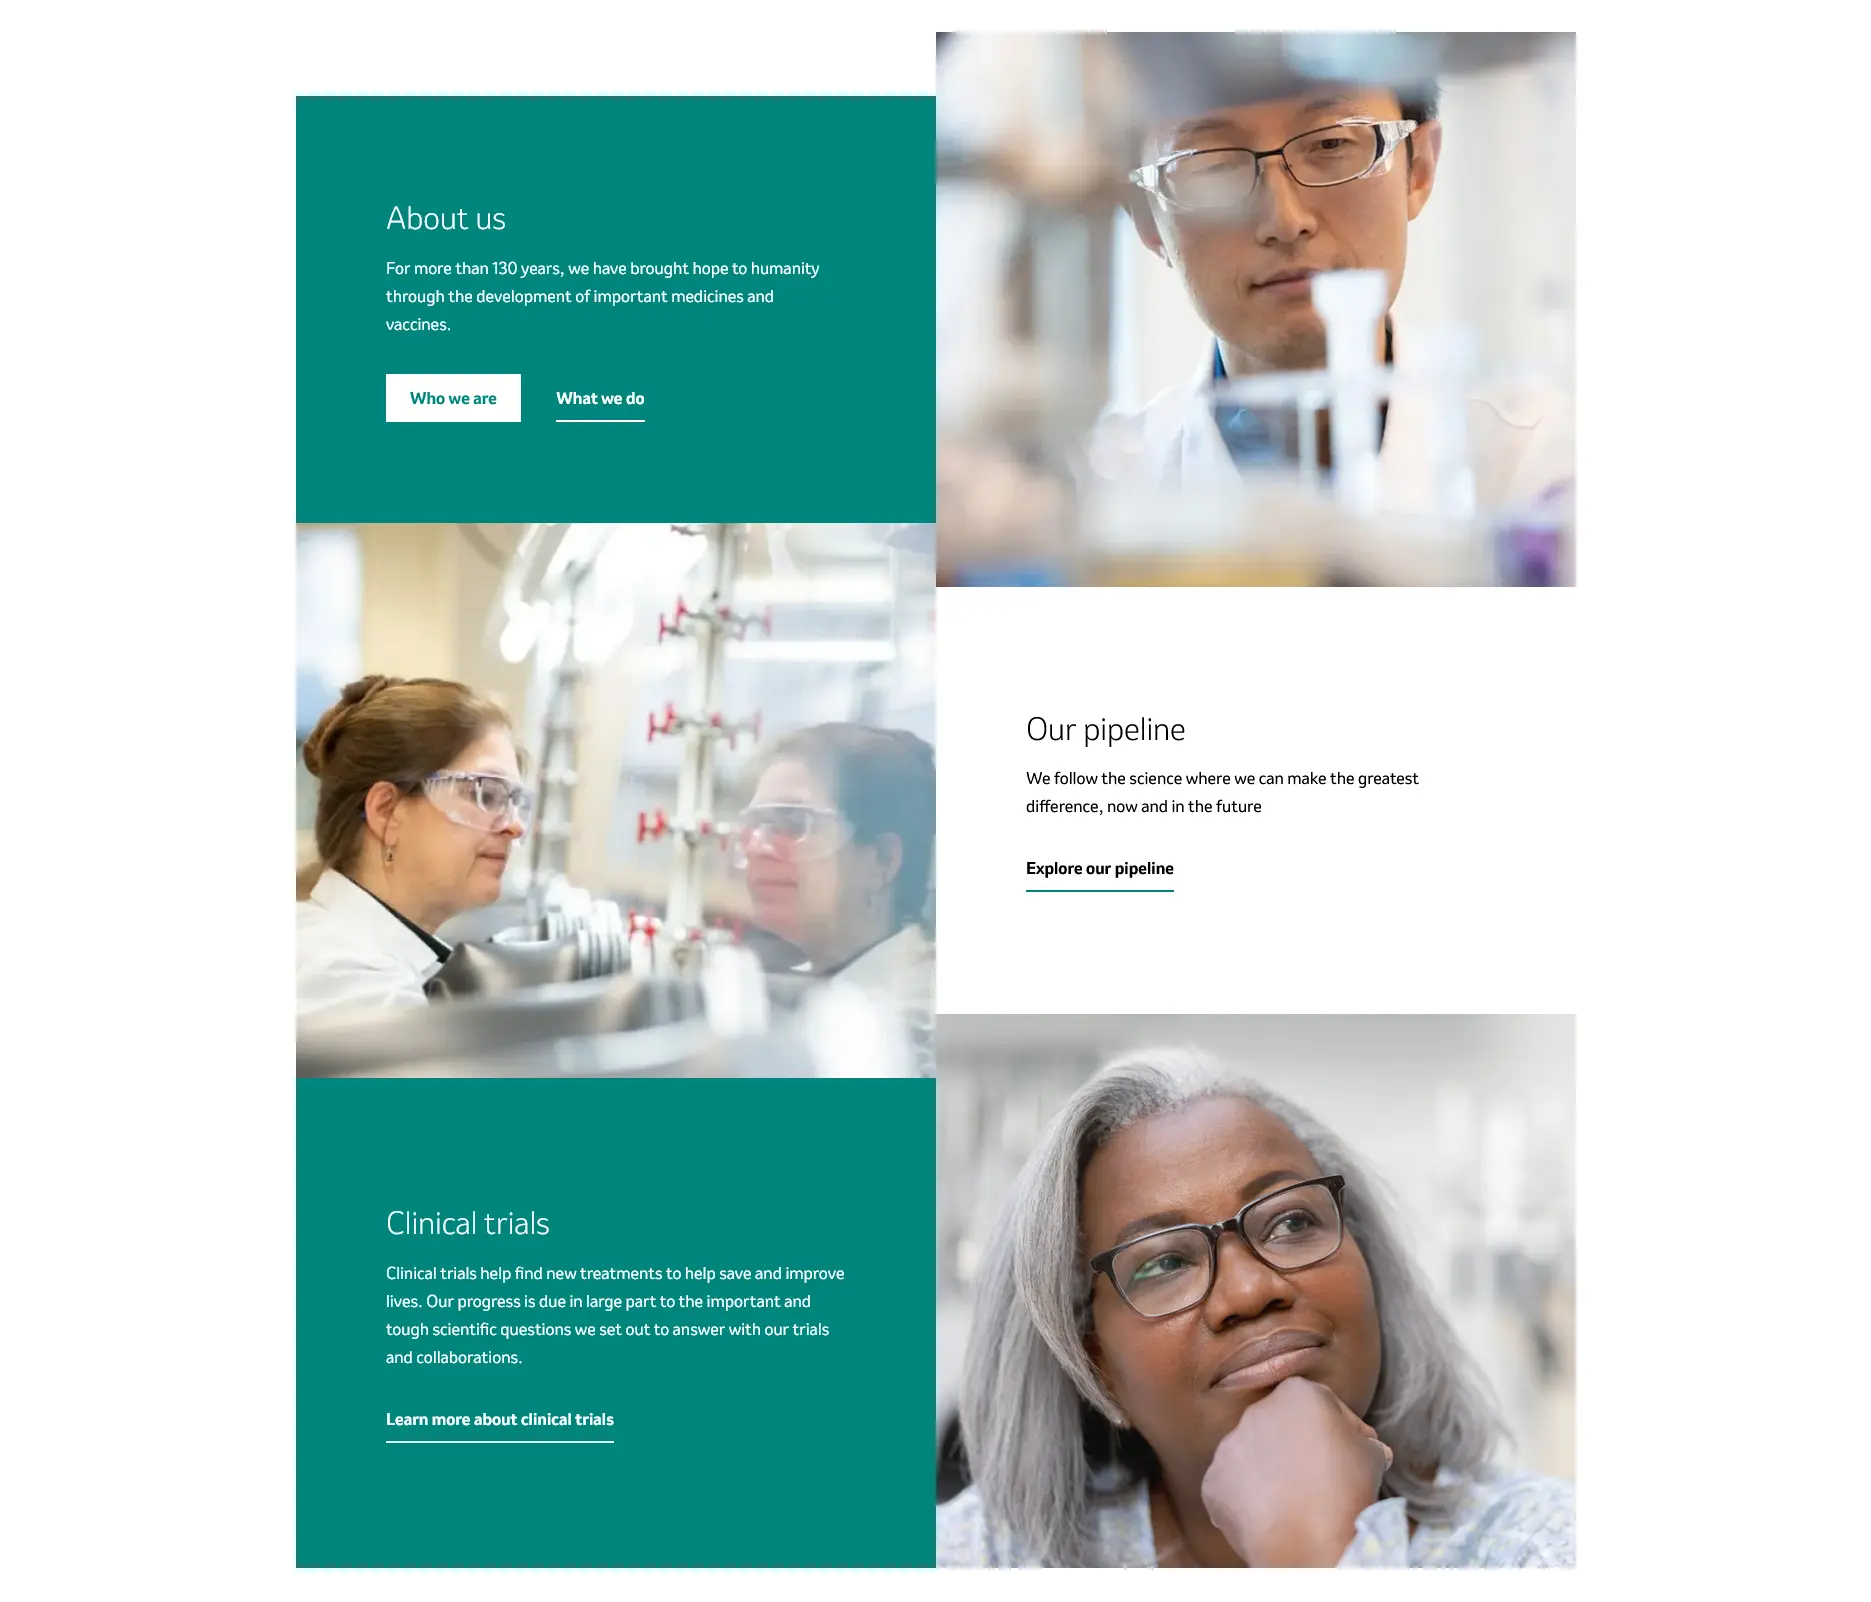 About us
For more than 130 years, we have brought hope to humanity
through the development of important medicines and
vaccines.
Who we are
What we do
Our pipeline
We follow the science where we can make the greatest
difference, now and in the future
Explore our pipeline
Clinical trials
Clinical trials help find new treatments to help save and improve
lives. Our progress is due in large part to the important and
tough scientific questions we set out to answer with our trials
and collaborations.
Learn more about clinical trials